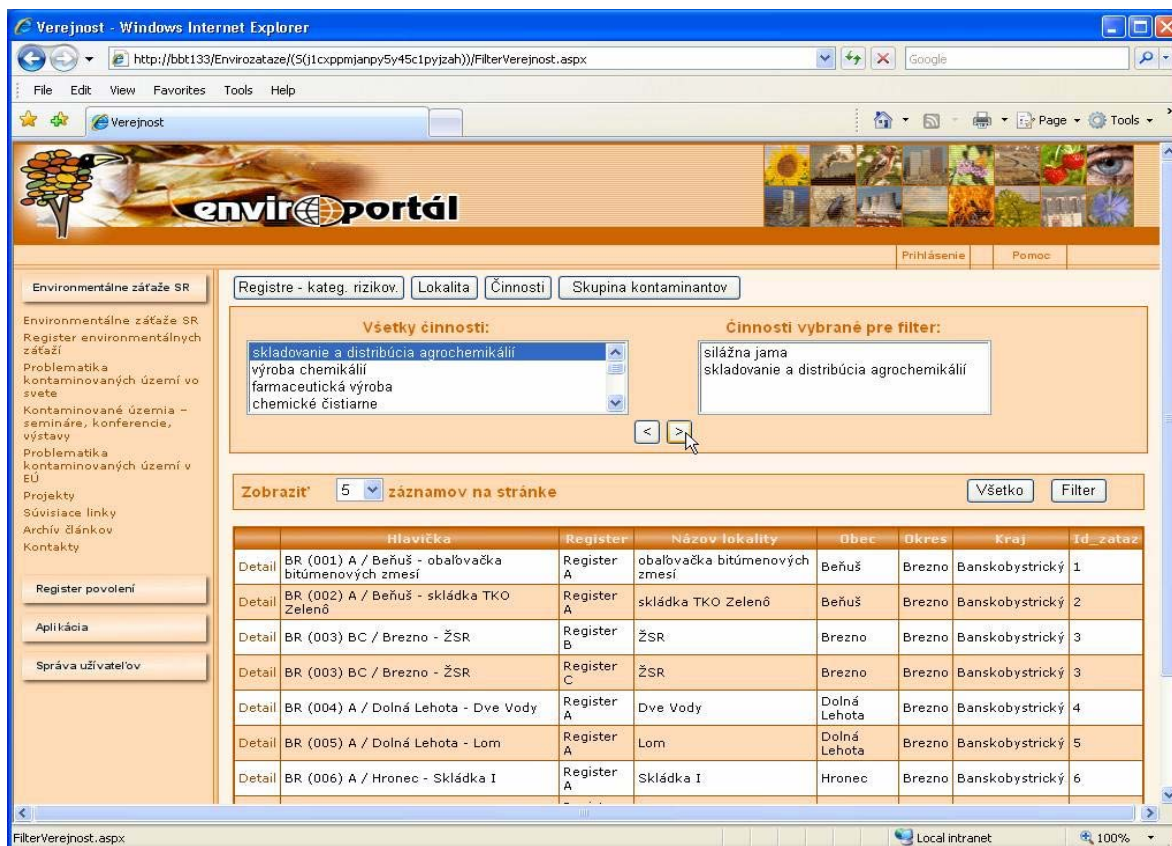 Verejnost - Windows Internet Explorer
http://bbt133/Envirozataze/(S(j1cxppmjanpy5y45c1pyjzah))/FilterVerejnost.aspx
Google
File Edit View Favorites Tools Help
Verejnost
Page Tools
enviroportál
Prihlásenie Pomoc
Environmentálne záťaže SR
Environmentálne záťaže SR
Register environmentálnych
záťaží
Problematika
kontaminovaných území vo
svete
Kontaminované územia –
semináre, konferencie,
výstavy
Problematika
kontaminovaných území v
EÚ
Projekty
Súvisiace linky
Archív článkov
Kontakty
Register povolení
Aplikácia
Správa užívateľov
Registre - kateg. rizikov. Lokalita Činnosti Skupina kontaminantov
Všetky činnosti:
skladovanie a distribúcia agrochemikálií
výroba chemikálií
farmaceutická výroba
chemické čistiarne
Činnosti vybrané pre filter:
silážna jama
skladovanie a distribúcia agrochemikálií
< >
Zobraziť 5 záznamov na stránke Všetko Filter
Hlavička Register Názov lokality Obec Okres Kraj Id_zataz
Detail BR (001) A / Beňuš - obaľovačka bitúmenových zmesí Register A obaľovačka bitúmenových zmesí Beňuš Brezno Banskobystrický 1
Detail BR (002) A / Beňuš - skládka TKO Zelenô Register A skládka TKO Zelenô Beňuš Brezno Banskobystrický 2
Detail BR (003) BC / Brezno - ŽSR Register B ŽSR Brezno Brezno Banskobystrický 3
Detail BR (003) BC / Brezno - ŽSR Register C ŽSR Brezno Brezno Banskobystrický 3
Detail BR (004) A / Dolná Lehota - Dve Vody Register A Dve Vody Dolná Lehota Brezno Banskobystrický 4
Detail BR (005) A / Dolná Lehota - Lom Register A Lom Dolná Lehota Brezno Banskobystrický 5
Detail BR (006) A / Hronec - Skládka I Register A Skládka I Hronec Brezno Banskobystrický 6
FilterVerejnost.aspx Local intranet 100%